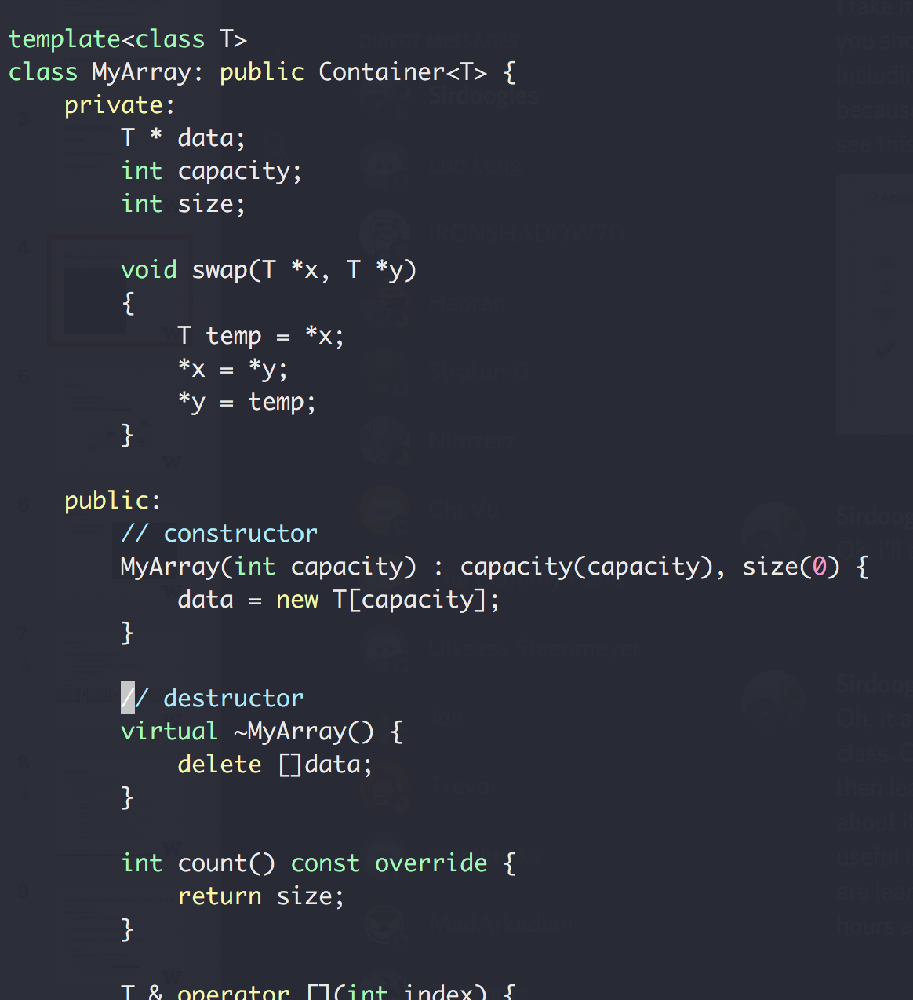 template<class T>
class MyArray: public Container<T> {
    private:
        T * data;
        int capacity;
        int size;

        void swap(T *x, T *y)
        {
            T temp = *x;
            *x = *y;
            *y = temp;
        }

    public:
        // constructor
        MyArray(int capacity) : capacity(capacity), size(0) {
            data = new T[capacity];
        }

        // destructor
        virtual ~MyArray() {
            delete []data;
        }

        int count() const override {
            return size;
        }

        T & operator [](int index) {